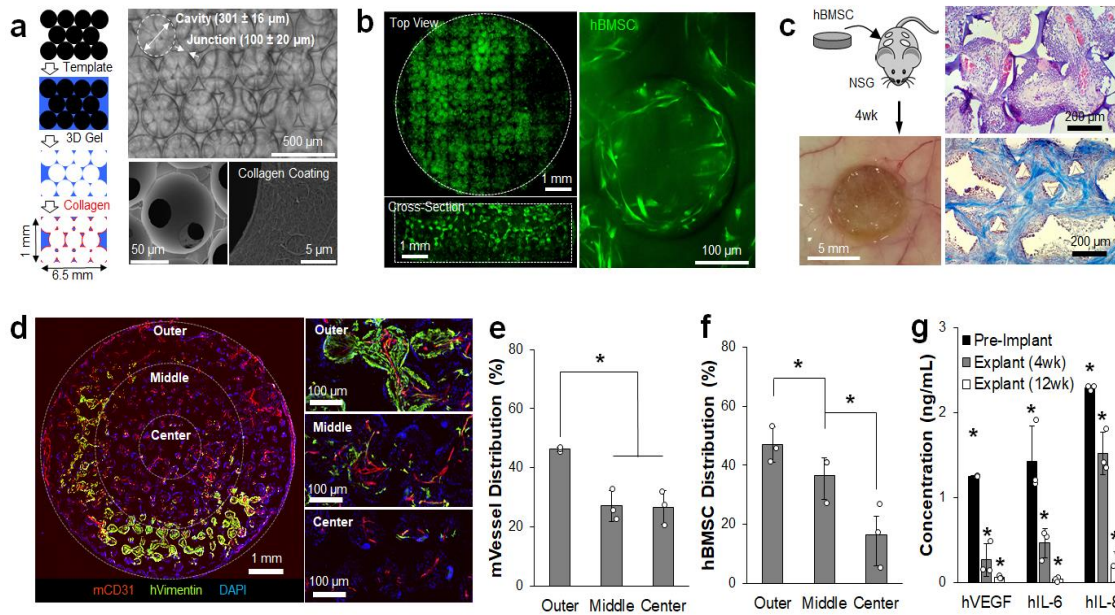 a
Template
3D Gel
Collagen
1 mm
6.5 mm
Cavity (301 ± 16 µm)
Junction (100 ± 20 µm)
500 µm
50 µm
Collagen Coating
5 µm
b
Top View
1 mm
Cross-Section
1 mm
hBMSC
100 µm
c
hBMSC
NSG
4wk
5 mm
200 µm
200 µm
d
Outer
Middle
Center
1 mm
mCD31 hVimentin DAPI
Outer
100 µm
Middle
100 µm
Center
100 µm
e
mVessel Distribution (%)
80
60
40
20
0
*
Outer Middle Center
f
hBMSC Distribution (%)
80
60
40
20
0
*
*
Outer Middle Center
g
Concentration (ng/mL)
3
2
1
0
Pre-Implant
Explant (4wk)
Explant (12wk)
* * *
* * *
* * *
hVEGF hIL-6 hIL-8